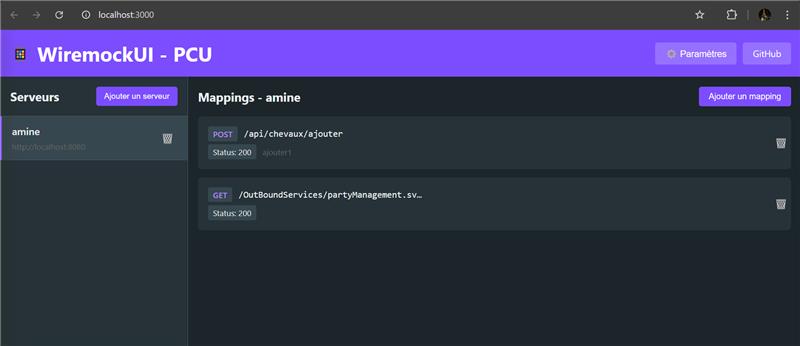 localhost:3000
WiremockUI - PCU
Paramètres
GitHub
Serveurs
Ajouter un serveur
amine
http://localhost:8080
Mappings - amine
Ajouter un mapping
POST /api/chevaux/ajouter
Status: 200 ajouter1
GET /OutBoundServices/partyManagement.sv…
Status: 200